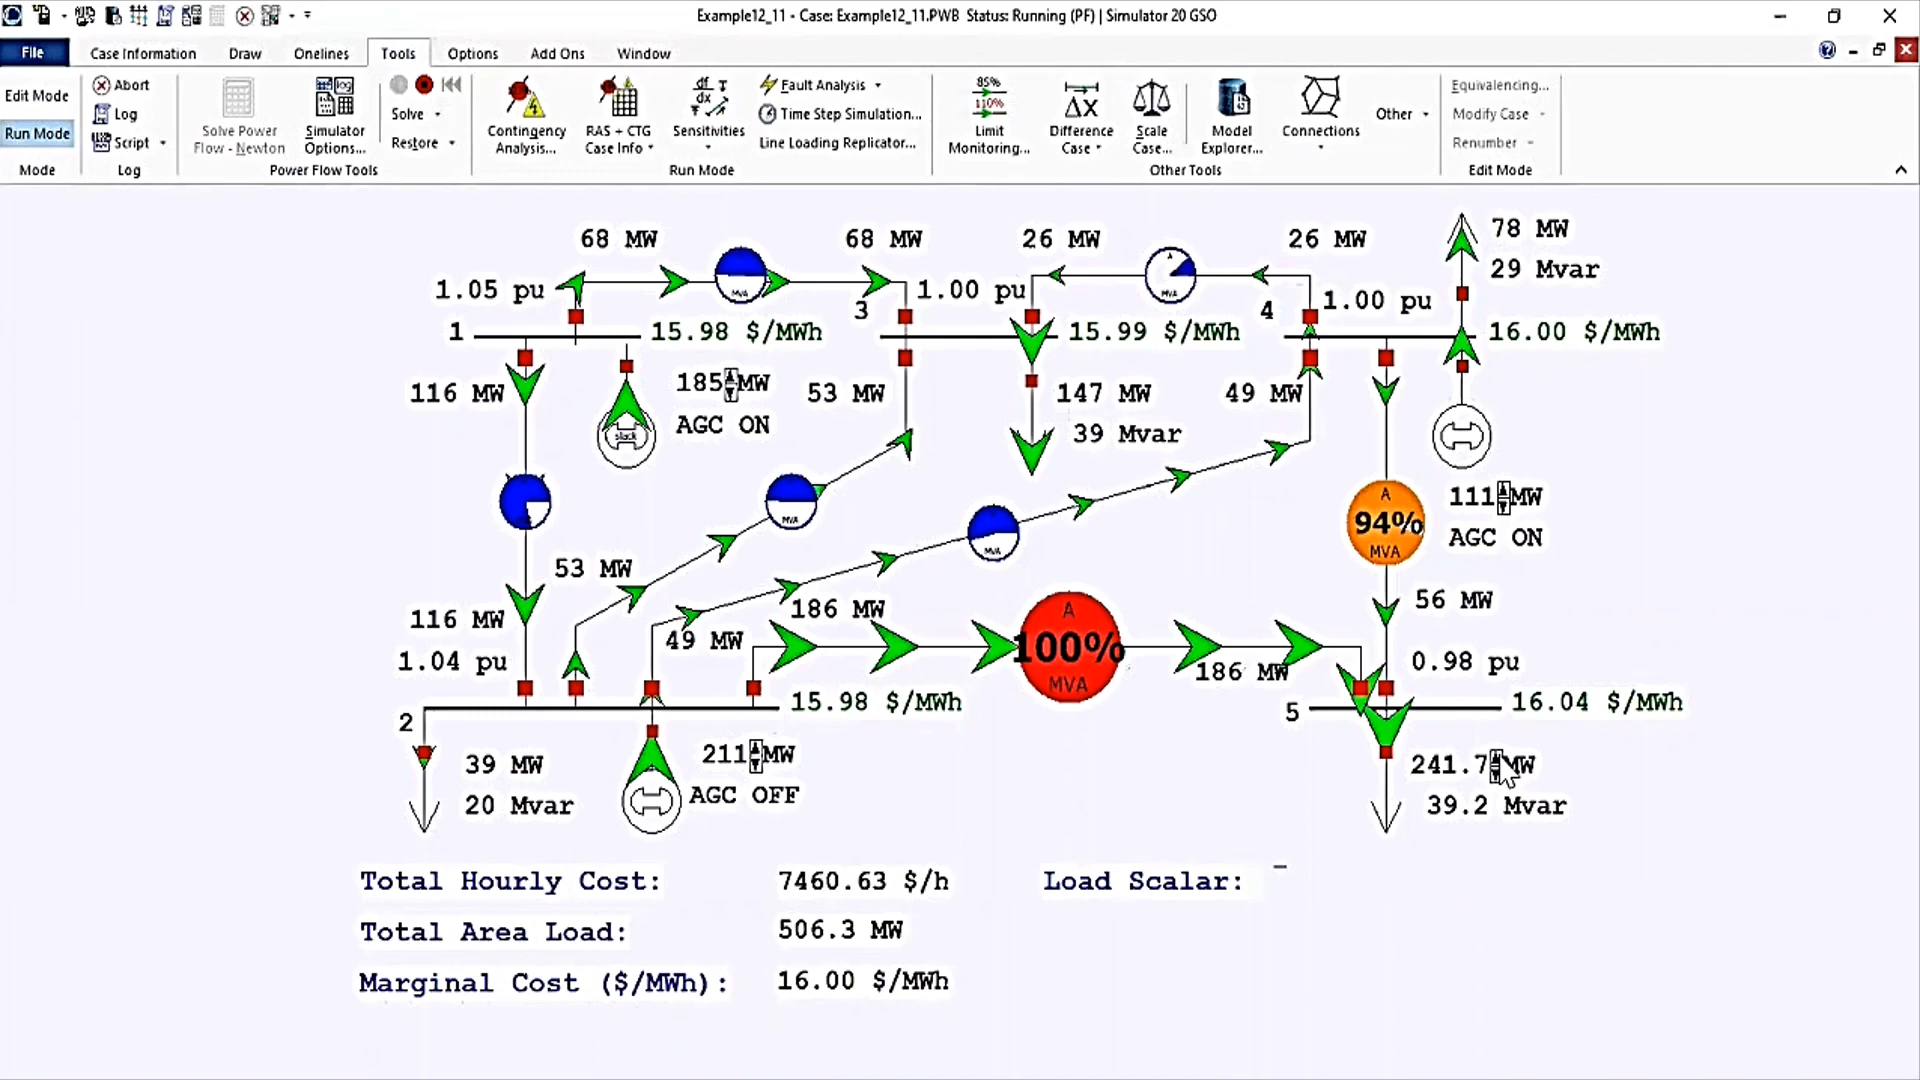 Example12_11 - Case: Example12_11.PWB Status: Running (PF) | Simulator 20 GSO
File Case Information Draw Onelines Tools Options Add Ons Window
Edit Mode
Run Mode
Mode
Abort
Log
Script
Log
Solve Power Flow - Newton
Simulator Options...
Solve
Restore
Power Flow Tools
Contingency Analysis...
RAS + CTG Case Info
Sensitivities
Fault Analysis
Time Step Simulation...
Line Loading Replicator...
Run Mode
85%
110%
Limit Monitoring...
Difference Case
Scale Case...
Model Explorer...
Connections
Other
Other Tools
Equivalencing...
Modify Case
Renumber
Edit Mode
68 MW
68 MW
26 MW
26 MW
78 MW
29 Mvar
1.05 pu
MVA
3
1.00 pu
A
MVA
4
1.00 pu
1
15.98 $/MWh
15.99 $/MWh
16.00 $/MWh
116 MW
185 MW
AGC ON
slack
53 MW
147 MW
39 Mvar
49 MW
MVA
A
94%
MVA
111 MW
AGC ON
MVA
53 MW
116 MW
1.04 pu
49 MW
186 MW
A
100%
MVA
186 MW
56 MW
0.98 pu
2
15.98 $/MWh
5
16.04 $/MWh
39 MW
20 Mvar
211 MW
AGC OFF
241.7 MW
39.2 Mvar
Total Hourly Cost: 7460.63 $/h Load Scalar:
Total Area Load: 506.3 MW
Marginal Cost ($/MWh): 16.00 $/MWh